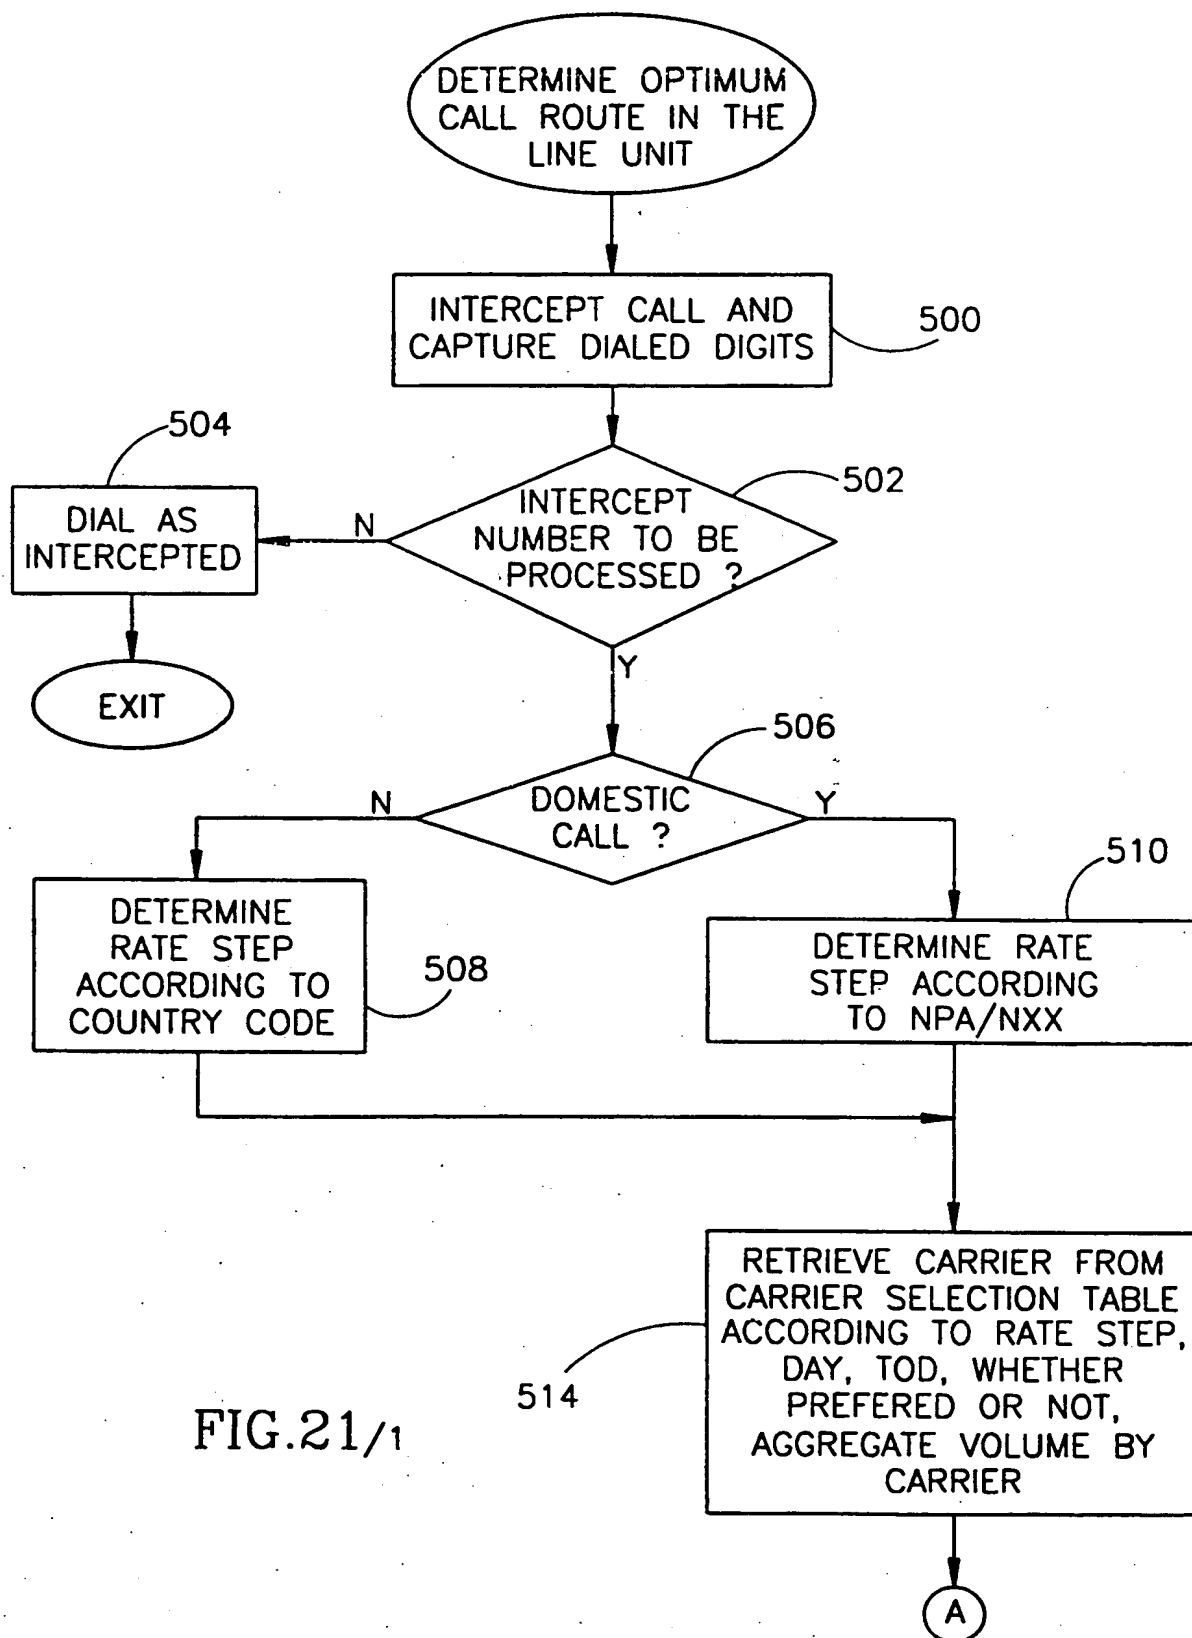 DETERMINE OPTIMUM
CALL ROUTE IN THE
LINE UNIT
INTERCEPT CALL AND
CAPTURE DIALED DIGITS
500
504
502
DIAL AS
INTERCEPTED
N
INTERCEPT
NUMBER TO BE
PROCESSED ?
Y
EXIT
506
N
DOMESTIC
CALL ?
Y
510
DETERMINE
RATE STEP
ACCORDING TO
COUNTRY CODE
508
DETERMINE RATE
STEP ACCORDING
TO NPA/NXX
RETRIEVE CARRIER FROM
CARRIER SELECTION TABLE
ACCORDING TO RATE STEP,
DAY, TOD, WHETHER
PREFERED OR NOT,
AGGREGATE VOLUME BY
CARRIER
514
FIG.21/1
A